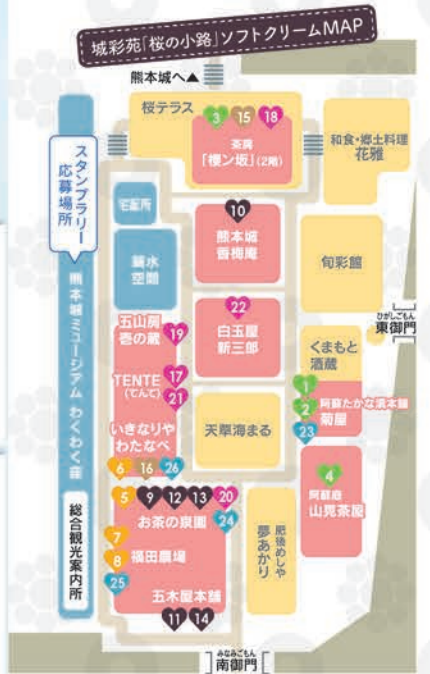 城彩苑「桜の小路」ソフトクリームMAP
熊本城へ▲
桜テラス
3 15 18
茶房
「櫻ン坂」(2階)
和食・郷土料理
花雅
スタンプラリー
応募場所
宅配所
10
熊本城
香梅庵
旬彩館
湧水
空間
ひがしごもん
東御門
五山房
壱の蔵
19
22
白玉屋
新三郎
くまもと
酒蔵
TENTE
(てんて)
17
21
1
2
阿蘇たかな漬本舗
菊屋
23
熊本城ミュージアム わくわく座
いきなりや
わたなべ
天草海まる
6 16 26
4
阿蘇庭
山見茶屋
5 9 12 13 20
お茶の泉園
24
総合観光案内所
7
8
福田農場
25
肥後めしや
夢あかり
五木屋本舗
11 14
みなみごもん
南御門